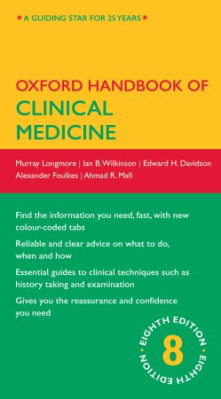 ★ A GUIDING STAR FOR 25 YEARS ★
OXFORD HANDBOOK OF
CLINICAL
MEDICINE
Murray Longmore | Ian B. Wilkinson | Edward H. Davidson
Alexander Foulkes | Ahmad R. Mafi
Find the information you need, fast, with new
colour-coded tabs
Reliable and clear advice on what to do,
when and how
Essential guides to clinical techniques such as
history taking and examination
Gives you the reassurance and confidence
you need
EIGHTH EDITION
8
EIGHTH EDITION